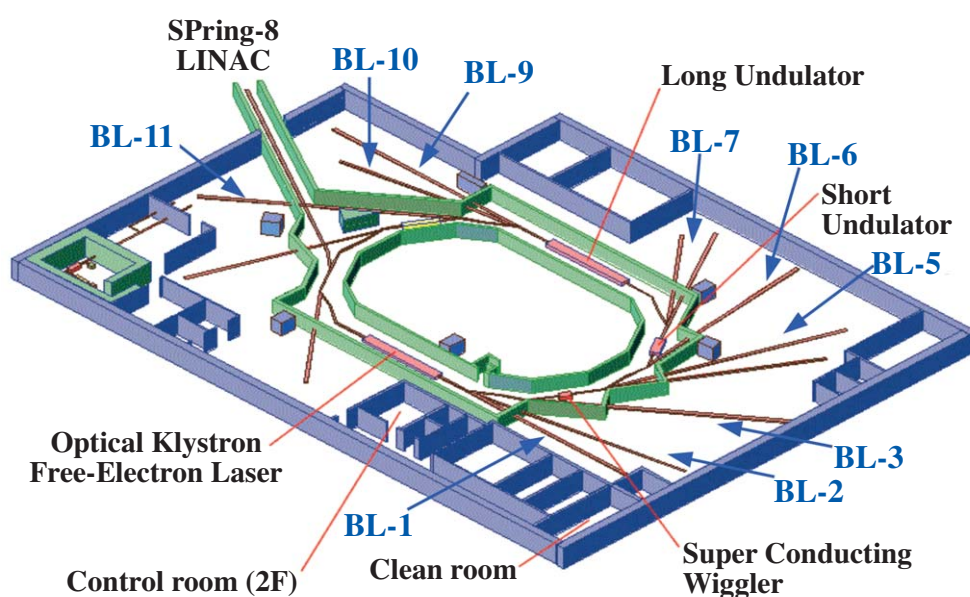 SPring-8
LINAC
BL-10
BL-9
Long Undulator
BL-11
BL-7
BL-6
Short
Undulator
BL-5
Optical Klystron
Free-Electron Laser
BL-3
BL-2
BL-1
Control room (2F)
Clean room
Super Conducting
Wiggler